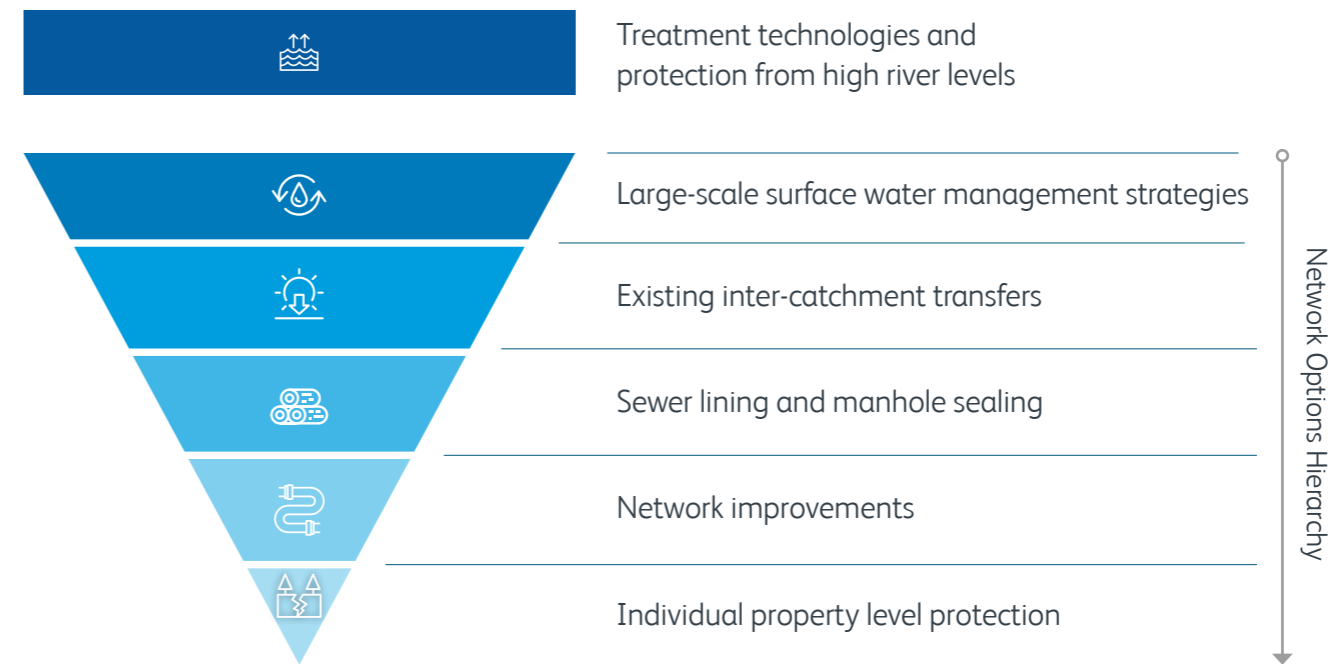 Treatment technologies and
protection from high river levels
Large-scale surface water management strategies
Existing inter-catchment transfers
Sewer lining and manhole sealing
Network improvements
Individual property level protection
Network Options Hierarchy